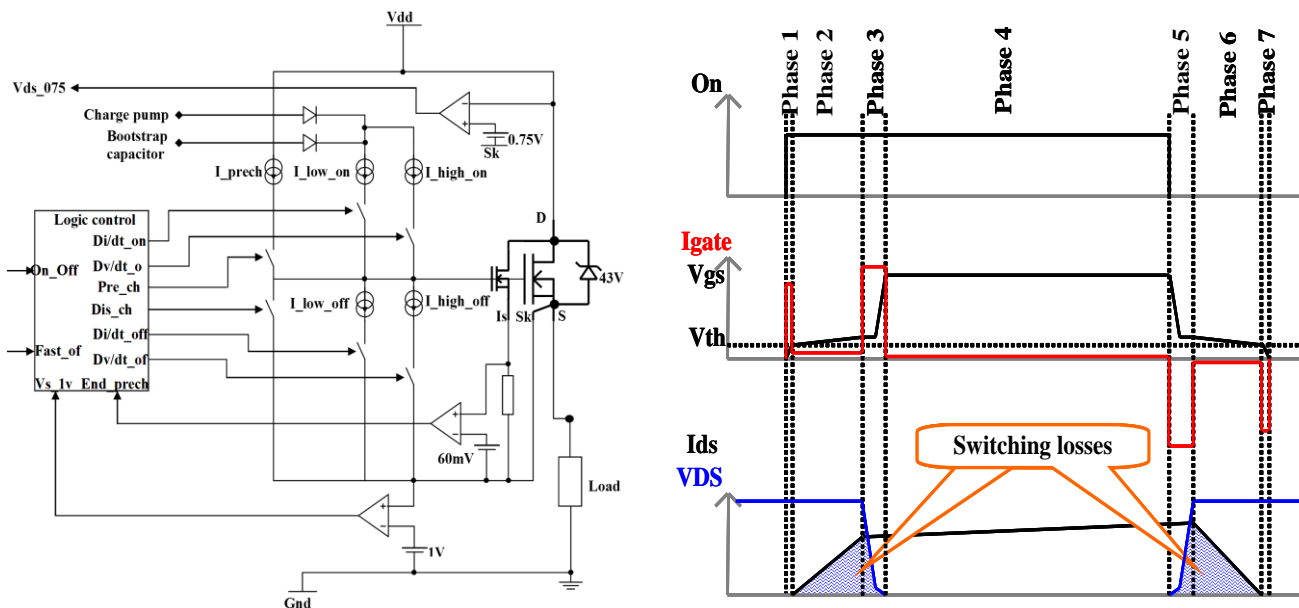 Vdd
Vds_075
Charge pump
Bootstrap
capacitor
0.75V
Sk
I_prech
I_low_on
I_high_on
Logic control
Di/dt_on
On_Off
Dv/dt_o
Pre_ch
Dis_ch
Di/dt_off
Fast_of
Dv/dt_of
Vs_1v
End_prech
I_low_off
I_high_off
D
43V
Is
Sk
S
60mV
Load
1V
Gnd
Phase 1
Phase 2
Phase 3
Phase 4
Phase 5
Phase 6
Phase 7
On
Igate
Vgs
Vth
Ids
VDS
Switching losses